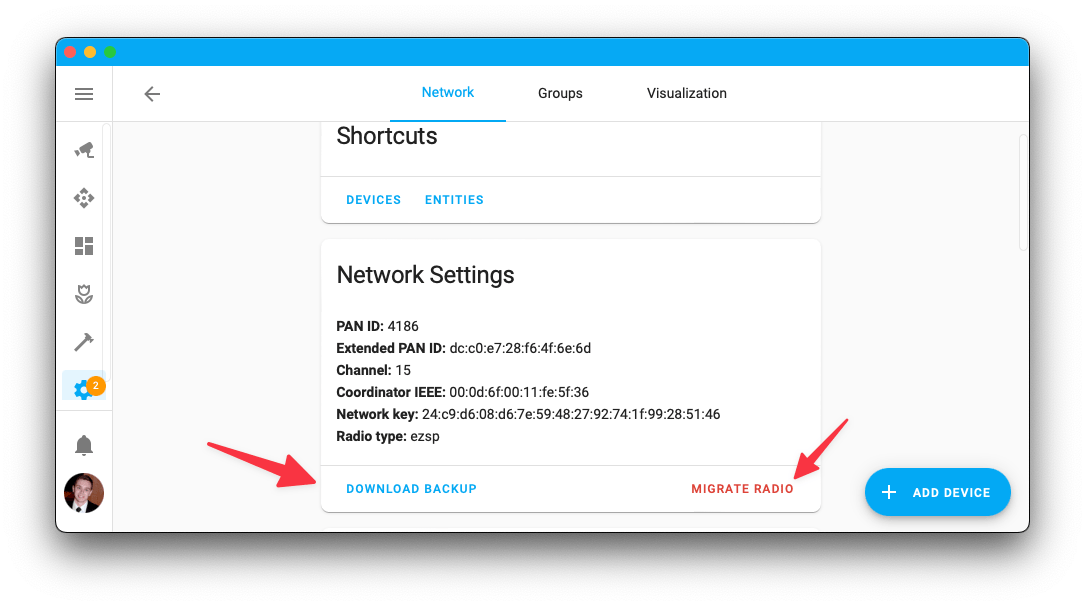 Network
Groups
Visualization
Shortcuts
DEVICES
ENTITIES
Network Settings
PAN ID: 4186
Extended PAN ID: dc:c0:e7:28:f6:4f:6e:6d
Channel: 15
Coordinator IEEE: 00:0d:6f:00:11:fe:5f:36
Network key: 24:c9:d6:08:d6:7e:59:48:27:92:74:1f:99:28:51:46
Radio type: ezsp
2
DOWNLOAD BACKUP
MIGRATE RADIO
ADD DEVICE